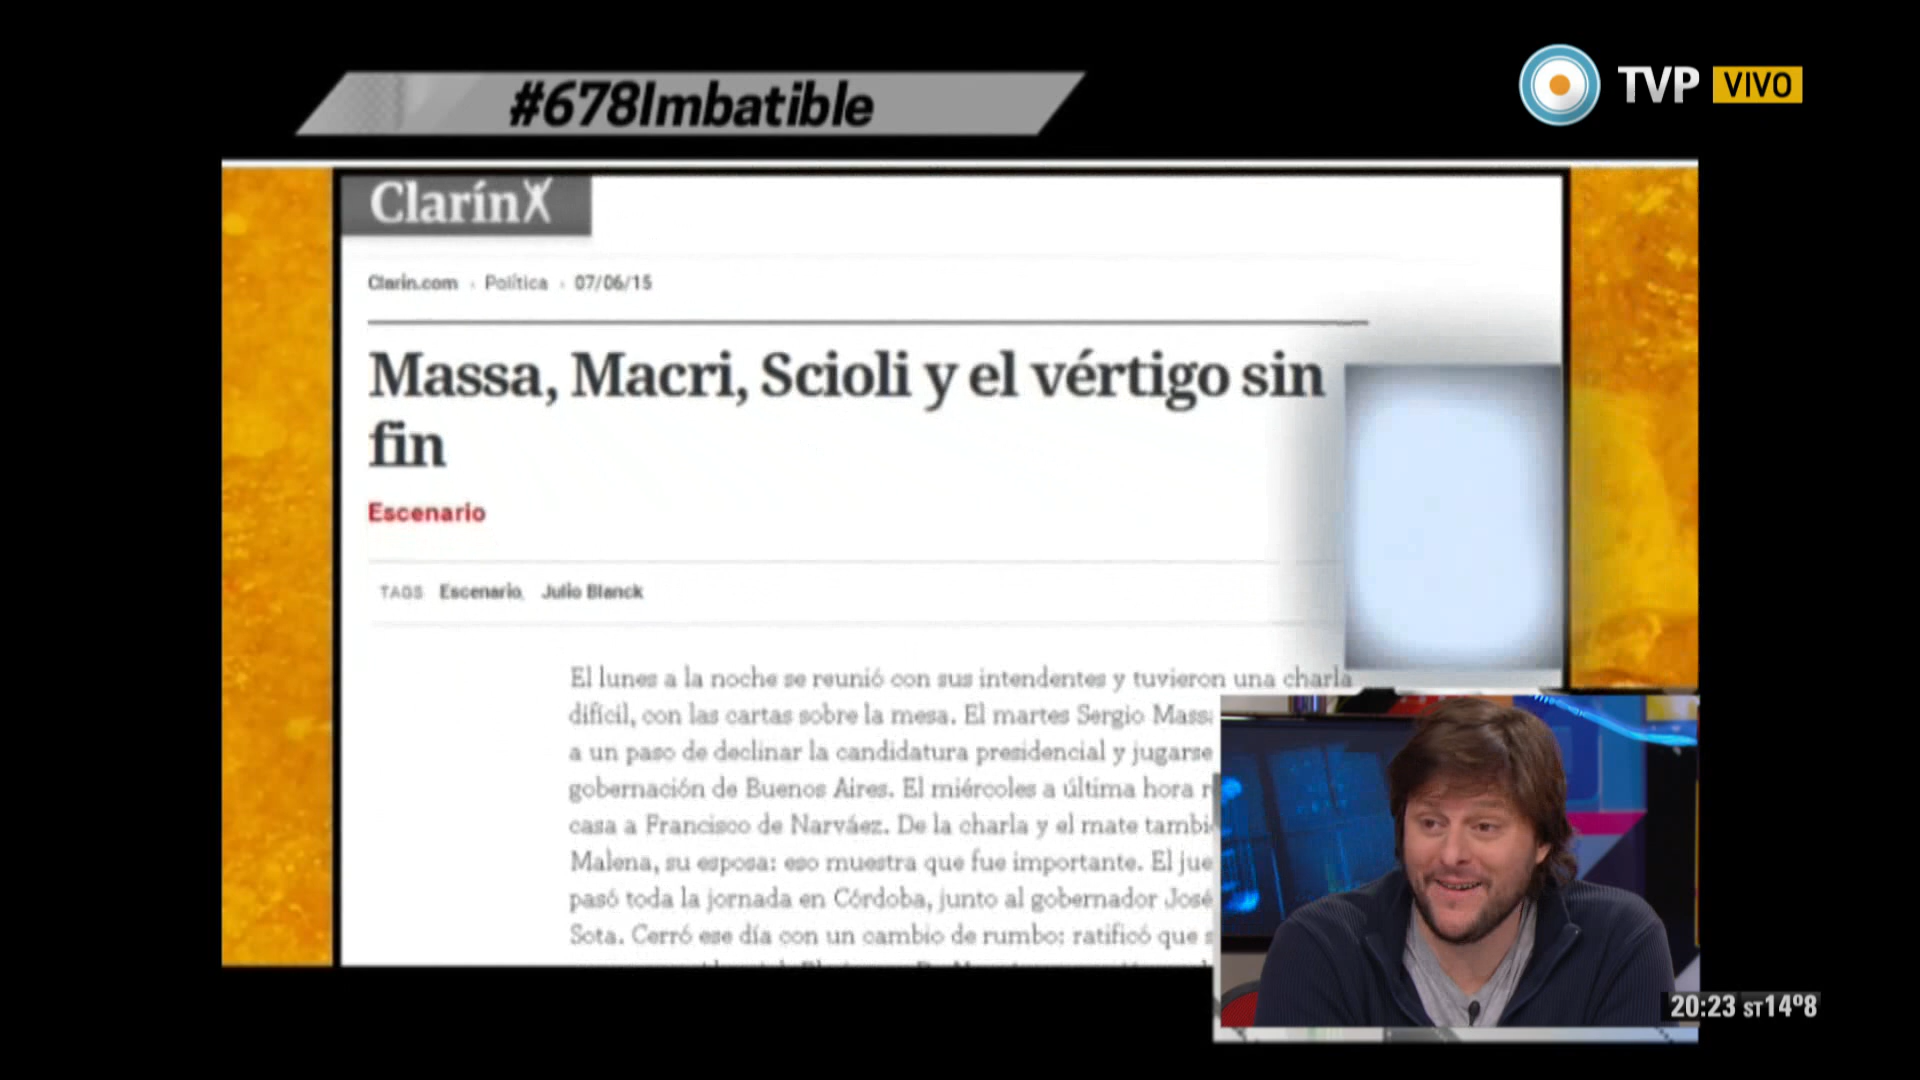 #678Imbatible
TVP VIVO
Clarín
Clarin.com › Política › 07/06/15
Massa, Macri, Scioli y el vértigo sin
fin
Escenario
TAGS Escenario, Julio Blanck
El lunes a la noche se reunió con sus intendentes y tuvieron una charla
difícil, con las cartas sobre la mesa. El martes Sergio
a un paso de declinar la candidatura presidencial y jugarse
gobernación de Buenos Aires. El miércoles a última hora
casa a Francisco de Narváez. De la charla y el mate
Malena, su esposa: eso muestra que fue importante. El
pasó toda la jornada en Córdoba, junto al gobernador José
Sota. Cerró ese día con un cambio de rumbo: ratificó que
20:23 ST14º8